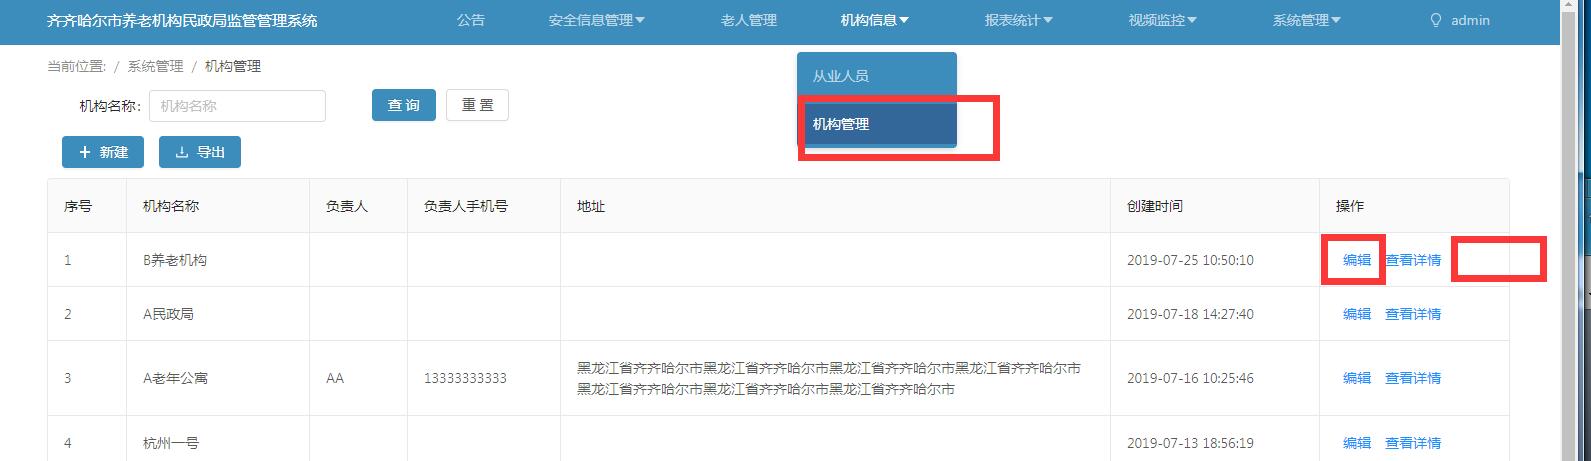 齐齐哈尔市养老机构民政局监管管理系统 公告 安全信息管理 老人管理 机构信息 报表统计 视频监控 系统管理 admin
当前位置: / 系统管理 / 机构管理
从业人员
机构名称: 机构名称 查询 重置
机构管理
+ 新建 导出
序号 机构名称 负责人 负责人手机号 地址 创建时间 操作
1 B养老机构 2019-07-25 10:50:10 编辑 查看详情
2 A民政局 2019-07-18 14:27:40 编辑 查看详情
3 A老年公寓 AA 13333333333 黑龙江省齐齐哈尔市黑龙江省齐齐哈尔市黑龙江省齐齐哈尔市黑龙江省齐齐哈尔市 2019-07-16 10:25:46 编辑 查看详情
黑龙江省齐齐哈尔市黑龙江省齐齐哈尔市黑龙江省齐齐哈尔市
4 杭州一号 2019-07-13 18:56:19 编辑 查看详情